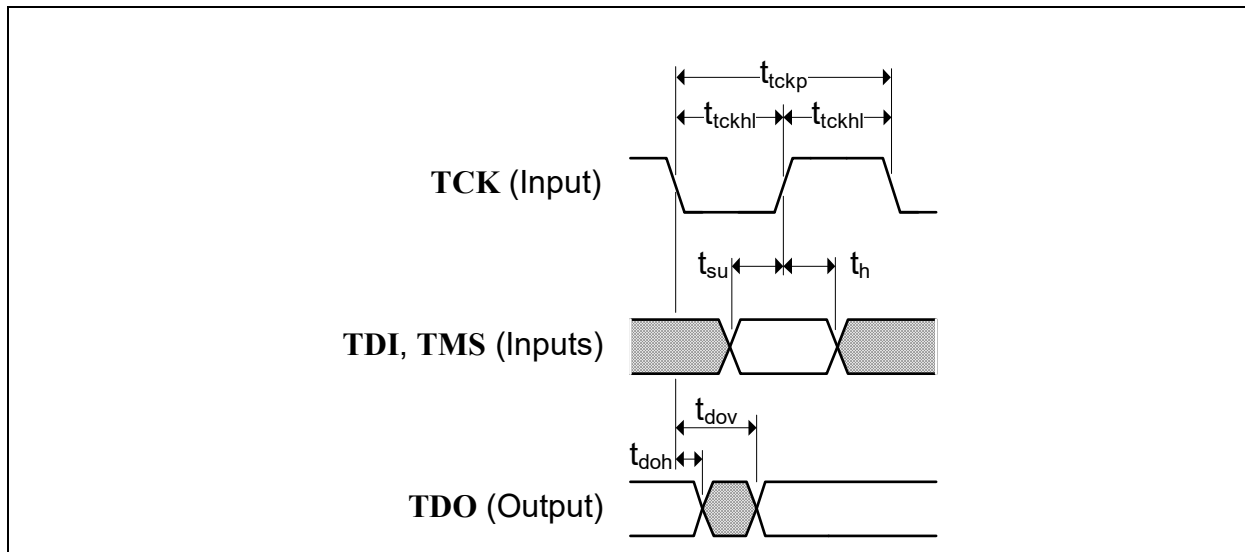 t_tckp
t_tckhl t_tckhl
TCK (Input)
t_su t_h
TDI, TMS (Inputs)
t_dov
t_doh
TDO (Output)